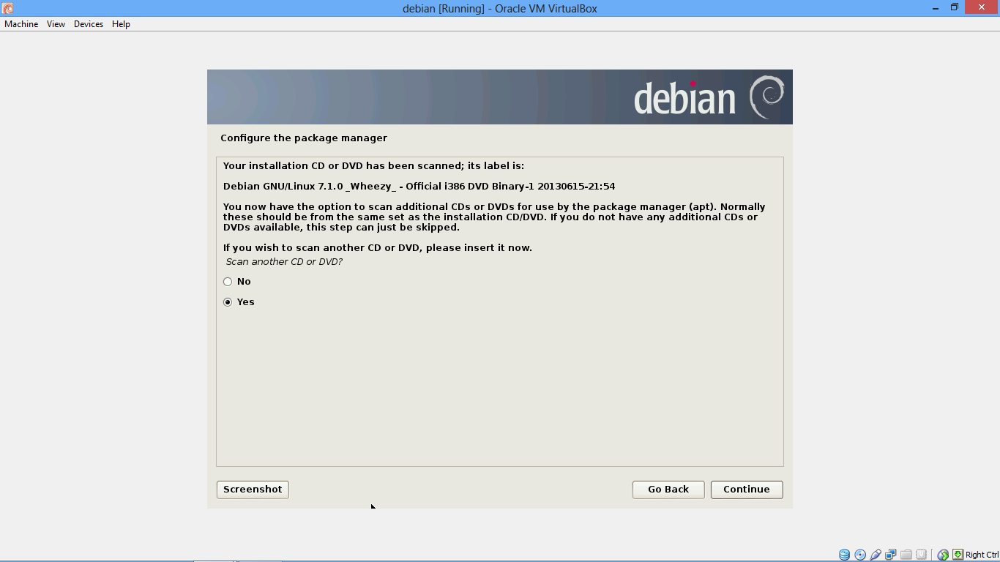 debian [Running] - Oracle VM VirtualBox
Machine View Devices Help
debian
Configure the package manager
Your installation CD or DVD has been scanned; its label is:
Debian GNU/Linux 7.1.0 _Wheezy_ - Official i386 DVD Binary-1 20130615-21:54
You now have the option to scan additional CDs or DVDs for use by the package manager (apt). Normally
these should be from the same set as the installation CD/DVD. If you do not have any additional CDs or
DVDs available, this step can just be skipped.
If you wish to scan another CD or DVD, please insert it now.
Scan another CD or DVD?
No
Yes
Screenshot Go Back Continue
Right Ctrl